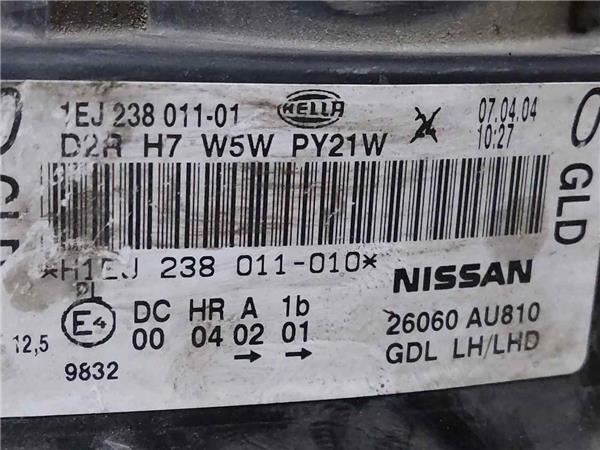 1EJ 238 011-01 HELLA 07.04.04
D2R H7 W5W PY21W 10:27
GLD
*H1EJ 238 011-010*
NISSAN
PL
E4 DC HR A 1b 26060 AU810
12,5 00 04 02 01 GDL LH/LHD
9832